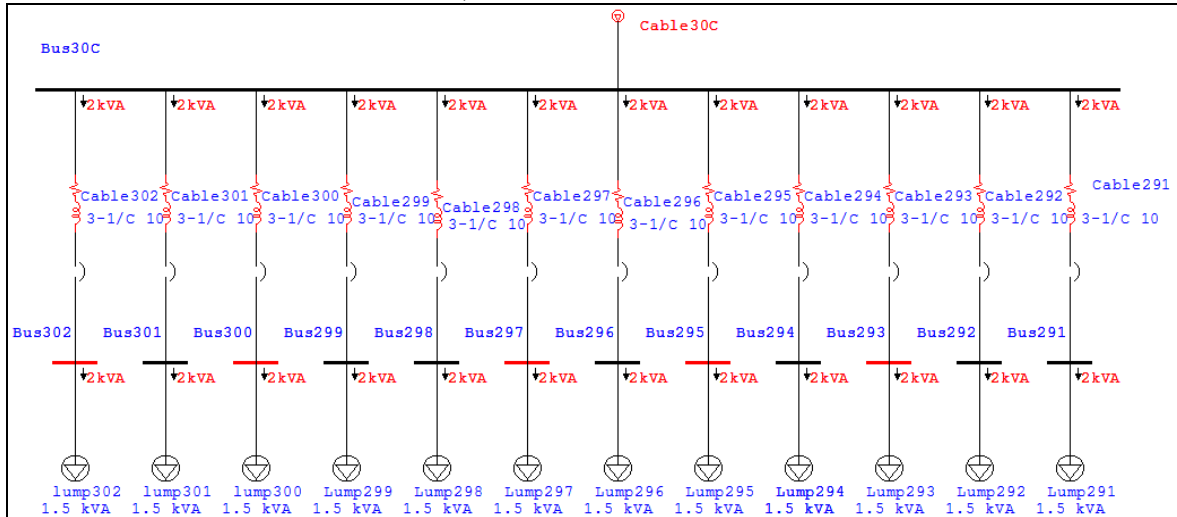 Cable30C
Bus30C
2kVA 2kVA 2kVA 2kVA 2kVA 2kVA 2kVA 2kVA 2kVA 2kVA 2kVA 2kVA
Cable302 Cable301 Cable300 Cable299 Cable298 Cable297 Cable296 Cable295 Cable294 Cable293 Cable292 Cable291
3-1/C 10 3-1/C 10 3-1/C 10 3-1/C 10 3-1/C 10 3-1/C 10 3-1/C 10 3-1/C 10 3-1/C 10 3-1/C 10 3-1/C 10 3-1/C 10
Bus302 Bus301 Bus300 Bus299 Bus298 Bus297 Bus296 Bus295 Bus294 Bus293 Bus292 Bus291
2kVA 2kVA 2kVA 2kVA 2kVA 2kVA 2kVA 2kVA 2kVA 2kVA 2kVA 2kVA
lump302 lump301 lump300 Lump299 Lump298 Lump297 Lump296 Lump295 Lump294 Lump293 Lump292 Lump291
1.5 kVA 1.5 kVA 1.5 kVA 1.5 kVA 1.5 kVA 1.5 kVA 1.5 kVA 1.5 kVA 1.5 kVA 1.5 kVA 1.5 kVA 1.5 kVA